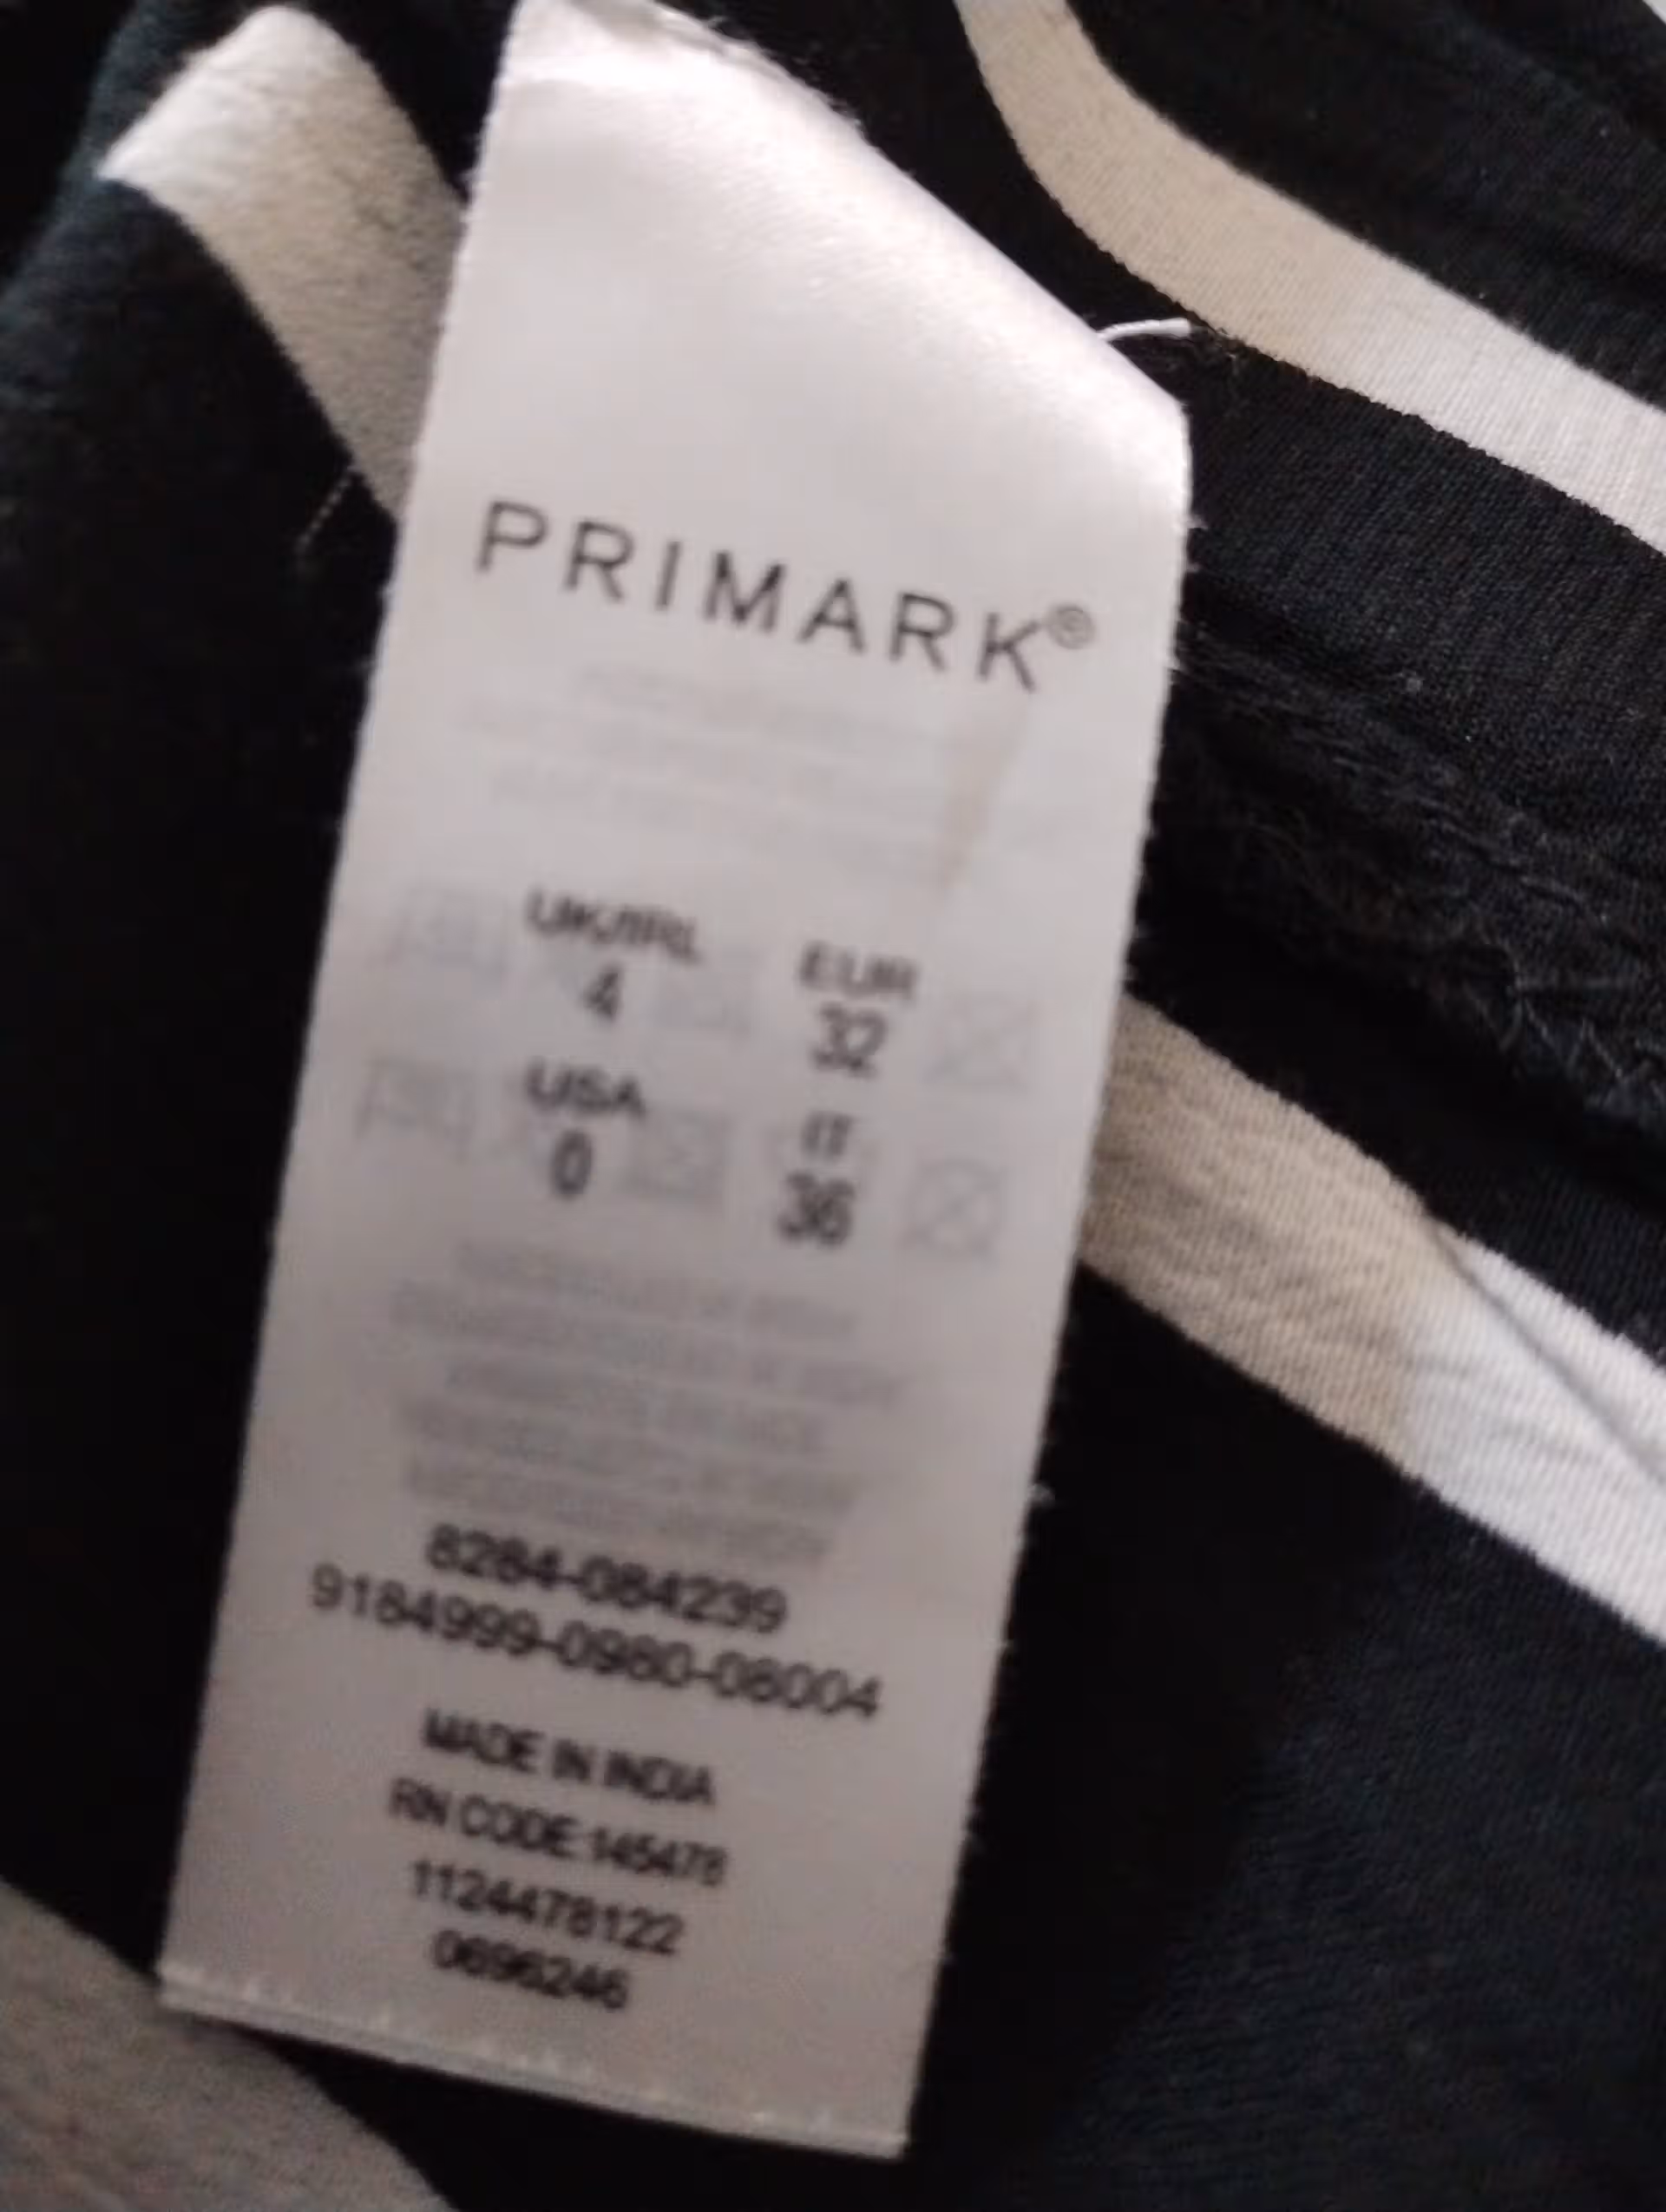 PRIMARK®
UK/IRL EUR
4 32
USA IT
0 36
8284-084239
9184999-0980-08004
MADE IN INDIA
RN CODE 145478
1124478122
0696246